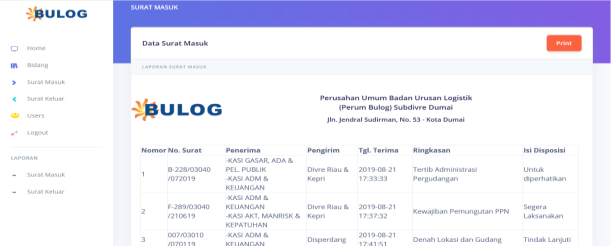 BULOG
Home
Bidang
Surat Masuk
Surat Keluar
Users
Logout
LAPORAN
Surat Masuk
Surat Keluar
SURAT MASUK
Data Surat Masuk
Print
LAPORAN SURAT MASUK
BULOG
Perusahan Umum Badan Urusan Logistik
(Perum Bulog) Subdivre Dumai
Jln. Jendral Sudirman, No. 53 - Kota Dumai
Nomor No. Surat Penerima Pengirim Tgl. Terima Ringkasan Isi Disposisi
1 B-228/03040 /072019 -KASI GASAR, ADA & PEL. PUBLIK -KASI ADM & KEUANGAN Divre Riau & Kepri 2019-08-21 17:33:33 Tertib Administrasi Pergudangan Untuk diperhatikan
2 F-289/03040 /210619 -KASI ADM & KEUANGAN -KASI AKT, MANRISK & KEPATUHAN Divre Riau & Kepri 2019-08-21 17:37:32 Kewajiban Pemungutan PPN Segera Laksanakan
3 007/03010 /070119 -KASI ADM & KEUANGAN Disperdang 2019-08-21 17:41:51 Denah Lokasi dan Gudang Tindak Lanjuti